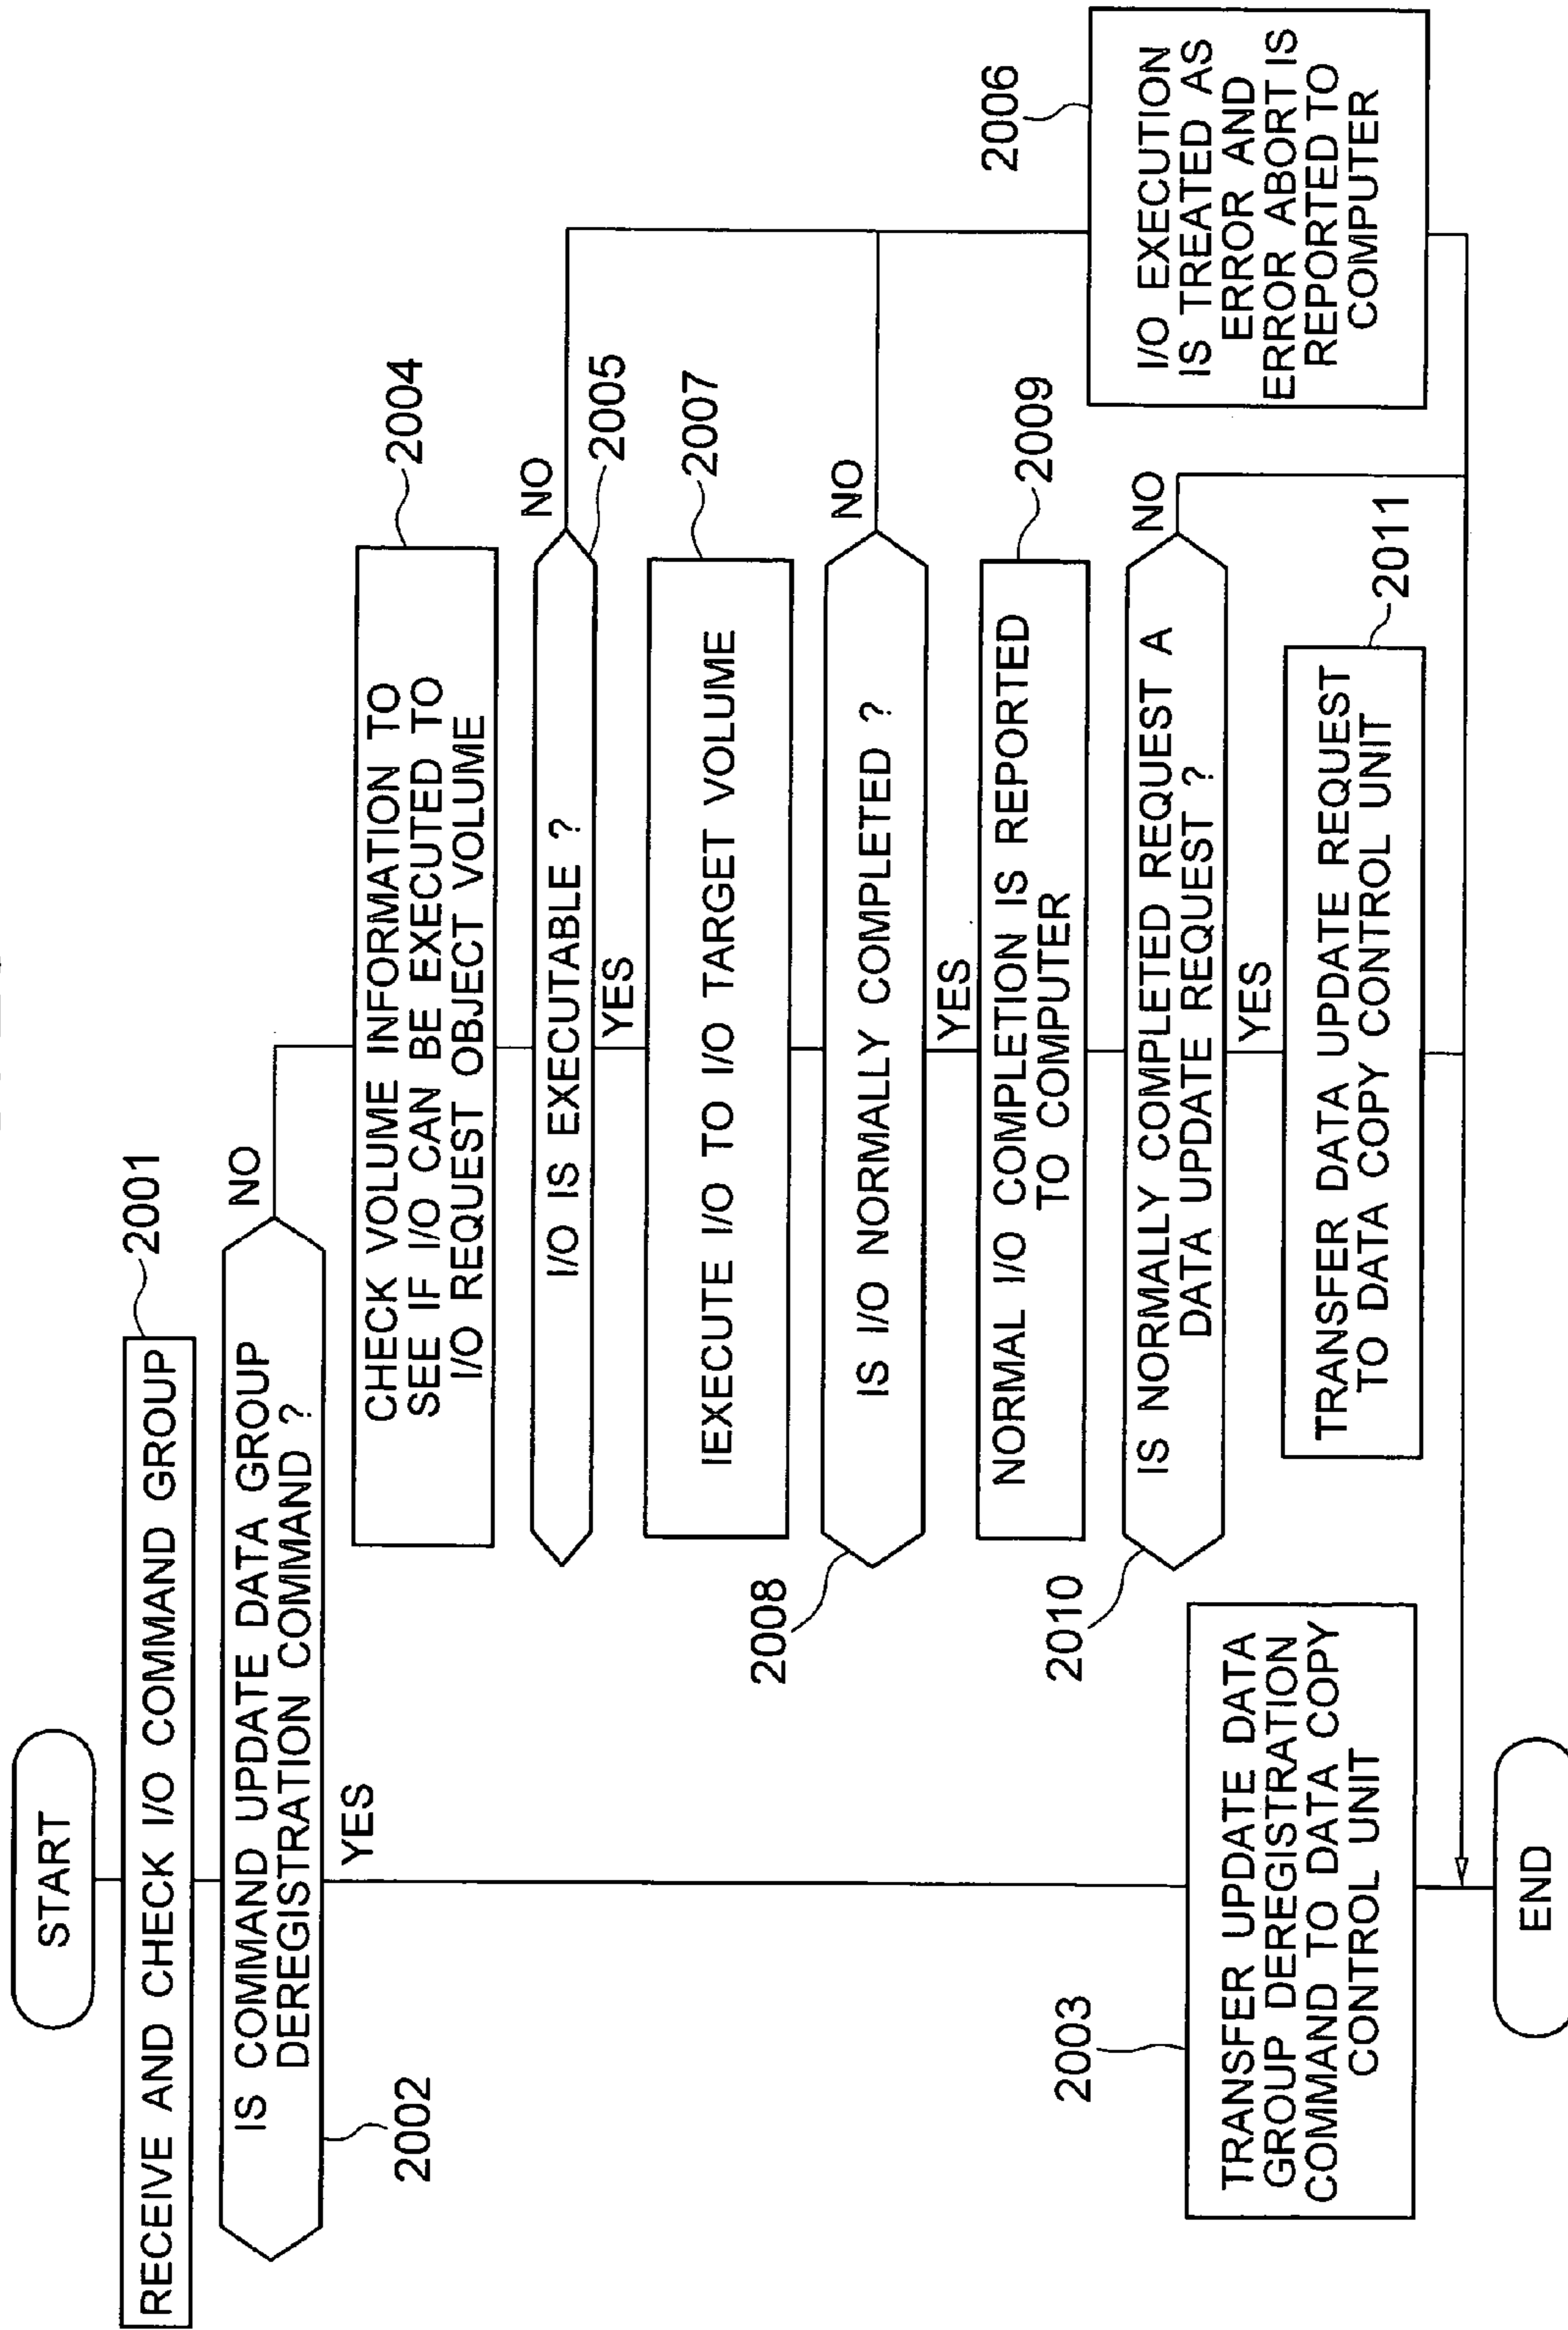 START
RECEIVE AND CHECK I/O COMMAND GROUP
2001
IS COMMAND UPDATE DATA GROUP
DEREGISTRATION COMMAND ?
2002
NO
YES
CHECK VOLUME INFORMATION TO
SEE IF I/O CAN BE EXECUTED TO
I/O REQUEST OBJECT VOLUME
2004
I/O IS EXECUTABLE ?
NO
2005
YES
IEXECUTE I/O TO I/O TARGET VOLUME
2007
IS I/O NORMALLY COMPLETED ?
NO
2008
YES
NORMAL I/O COMPLETION IS REPORTED
TO COMPUTER
2009
2006
I/O EXECUTION
IS TREATED AS
ERROR AND
ERROR ABORT IS
REPORTED TO
COMPUTER
IS NORMALLY COMPLETED REQUEST A
DATA UPDATE REQUEST ?
NO
2010
YES
2003
TRANSFER UPDATE DATA
GROUP DEREGISTRATION
COMMAND TO DATA COPY
CONTROL UNIT
TRANSFER DATA UPDATE REQUEST
TO DATA COPY CONTROL UNIT
2011
END